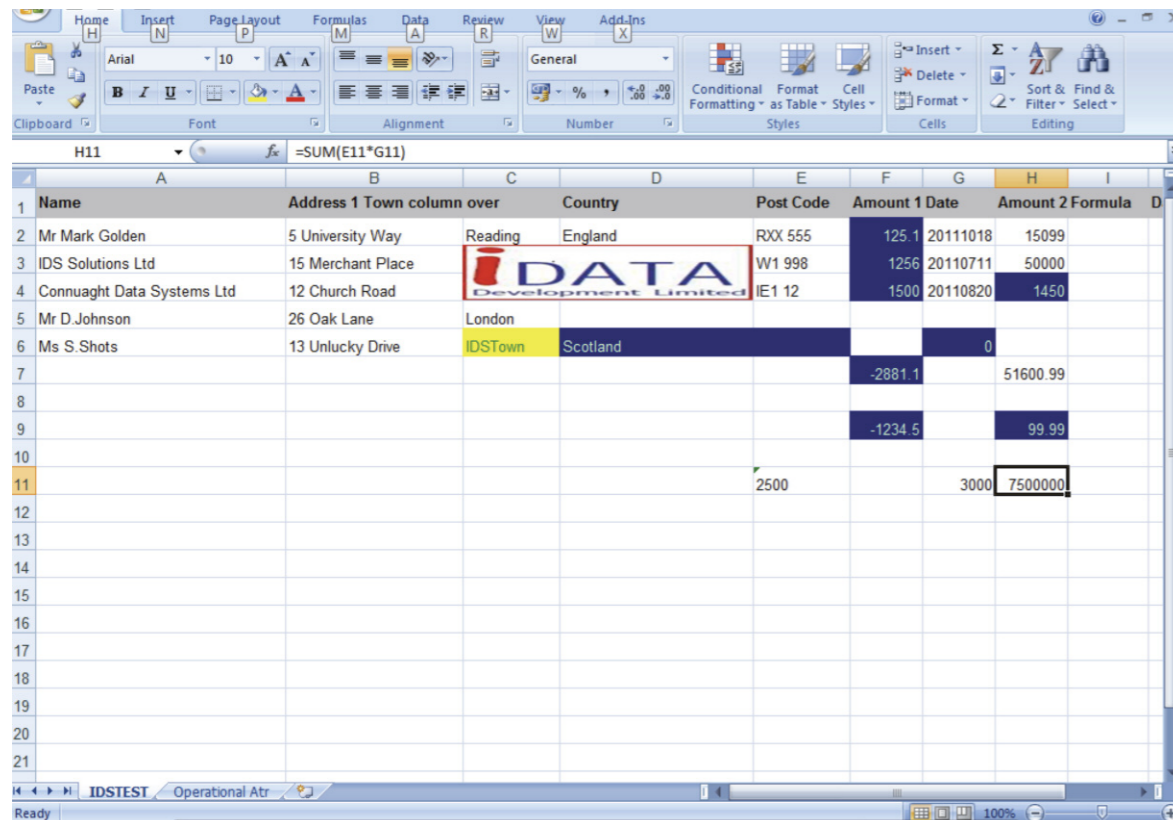 Home Insert Page Layout Formulas Data Review View Add-Ins
H N P M A R W X
Arial 10 A A General Insert Σ
Paste Delete
B I U A % , .0 .00 .00 .0 Conditional Format Cell Sort & Find &
Formatting as Table Styles Format Filter Select
Clipboard Font Alignment Number Styles Cells Editing
H11 fx =SUM(E11*G11)
A B C D E F G H I
1 Name Address 1 Town column over Country Post Code Amount 1 Date Amount 2 Formula D
2 Mr Mark Golden 5 University Way Reading England RXX 555 125.1 20111018 15099
3 IDS Solutions Ltd 15 Merchant Place iDATA W1 998 1256 20110711 50000
4 Connuaght Data Systems Ltd 12 Church Road Development Limited IE1 12 1500 20110820 1450
5 Mr D.Johnson 26 Oak Lane London
6 Ms S.Shots 13 Unlucky Drive IDSTown Scotland 0
7 -2881.1 51600.99
8
9 -1234.5 99.99
10
11 2500 3000 7500000
12
13
14
15
16
17
18
19
20
21
IDSTEST Operational Atr
Ready 100%